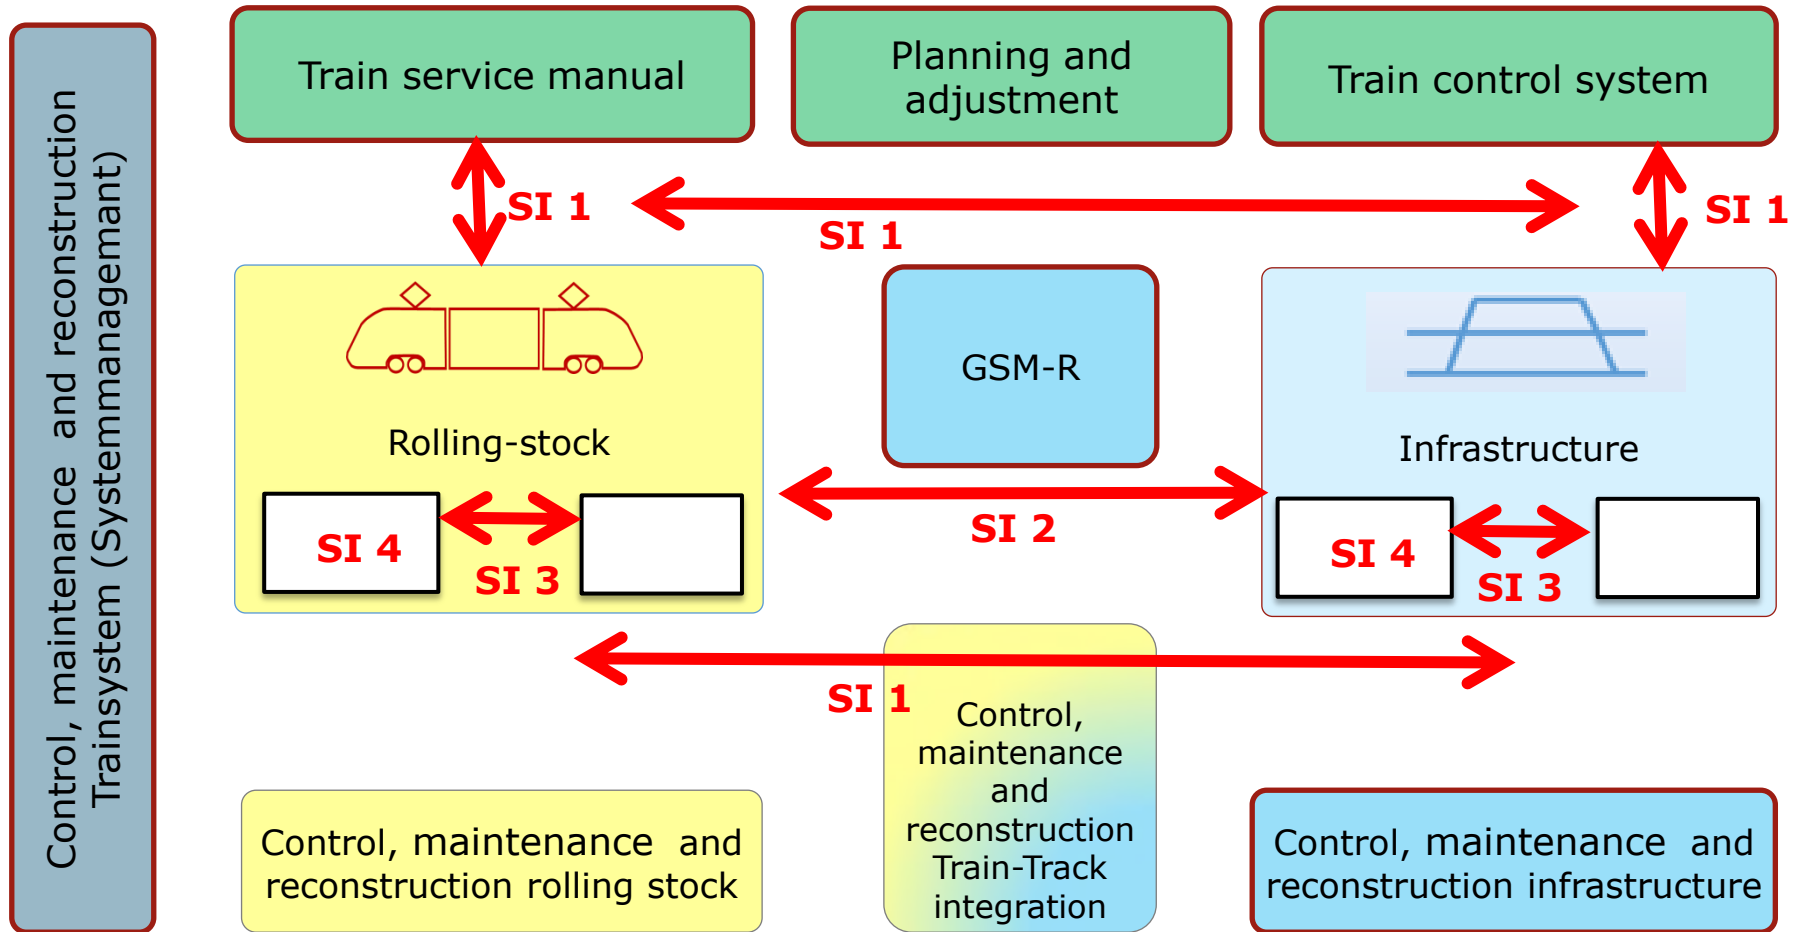 Control, maintenance and reconstruction
Trainsystem (Systemmanagemant)
Train service manual
Planning and
adjustment
Train control system
SI 1
SI 1
SI 1
Rolling-stock
SI 4
SI 3
GSM-R
SI 2
Infrastructure
SI 4
SI 3
SI 1
Control, maintenance and
reconstruction rolling stock
Control,
maintenance
and
reconstruction
Train-Track
integration
Control, maintenance and
reconstruction infrastructure